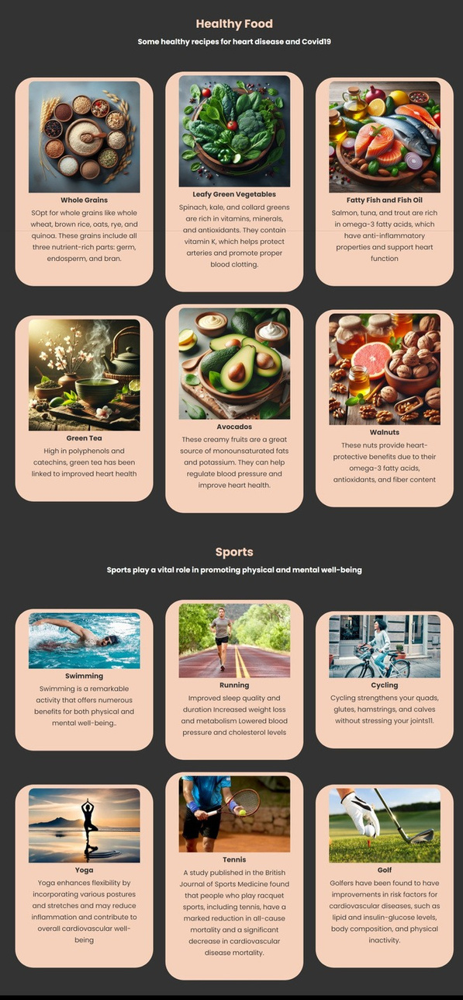 Healthy Food
Some healthy recipes for heart disease and Covid19
Whole Grains
SOpt for whole grains like whole
wheat, brown rice, oats, rye, and
quinoa. These grains include all
three nutrient-rich parts: germ,
endosperm, and bran.
Leafy Green Vegetables
Spinach, kale, and collard greens
are rich in vitamins, minerals,
and antioxidants. They contain
vitamin K, which helps protect
arteries and promote proper
blood clotting.
Fatty Fish and Fish Oil
Salmon, tuna, and trout are rich
in omega-3 fatty acids, which
have anti-inflammatory
properties and support heart
function
Green Tea
High in polyphenols and
catechins, green tea has been
linked to improved heart health
Avocados
These creamy fruits are a great
source of monounsaturated fats
and potassium. They can help
regulate blood pressure and
improve heart health.
Walnuts
These nuts provide heart-
protective benefits due to their
omega-3 fatty acids,
antioxidants, and fiber content
Sports
Sports play a vital role in promoting physical and mental well-being
Swimming
Swimming is a remarkable
activity that offers numerous
benefits for both physical and
mental well-being..
Running
Improved sleep quality and
duration Increased weight loss
and metabolism Lowered blood
pressure and cholesterol levels
Cycling
Cycling strengthens your quads,
glutes, hamstrings, and calves
without stressing your joints11.
Yoga
Yoga enhances flexibility by
incorporating various postures
and stretches and may reduce
inflammation and contribute to
overall cardiovascular well-
being
Tennis
A study published in the British
Journal of Sports Medicine found
that people who play racquet
sports, including tennis, have a
marked reduction in all-cause
mortality and a significant
decrease in cardiovascular
disease mortality.
Golf
Golfers have been found to have
improvements in risk factors for
cardiovascular diseases, such as
lipid and insulin-glucose levels,
body composition, and physical
inactivity.